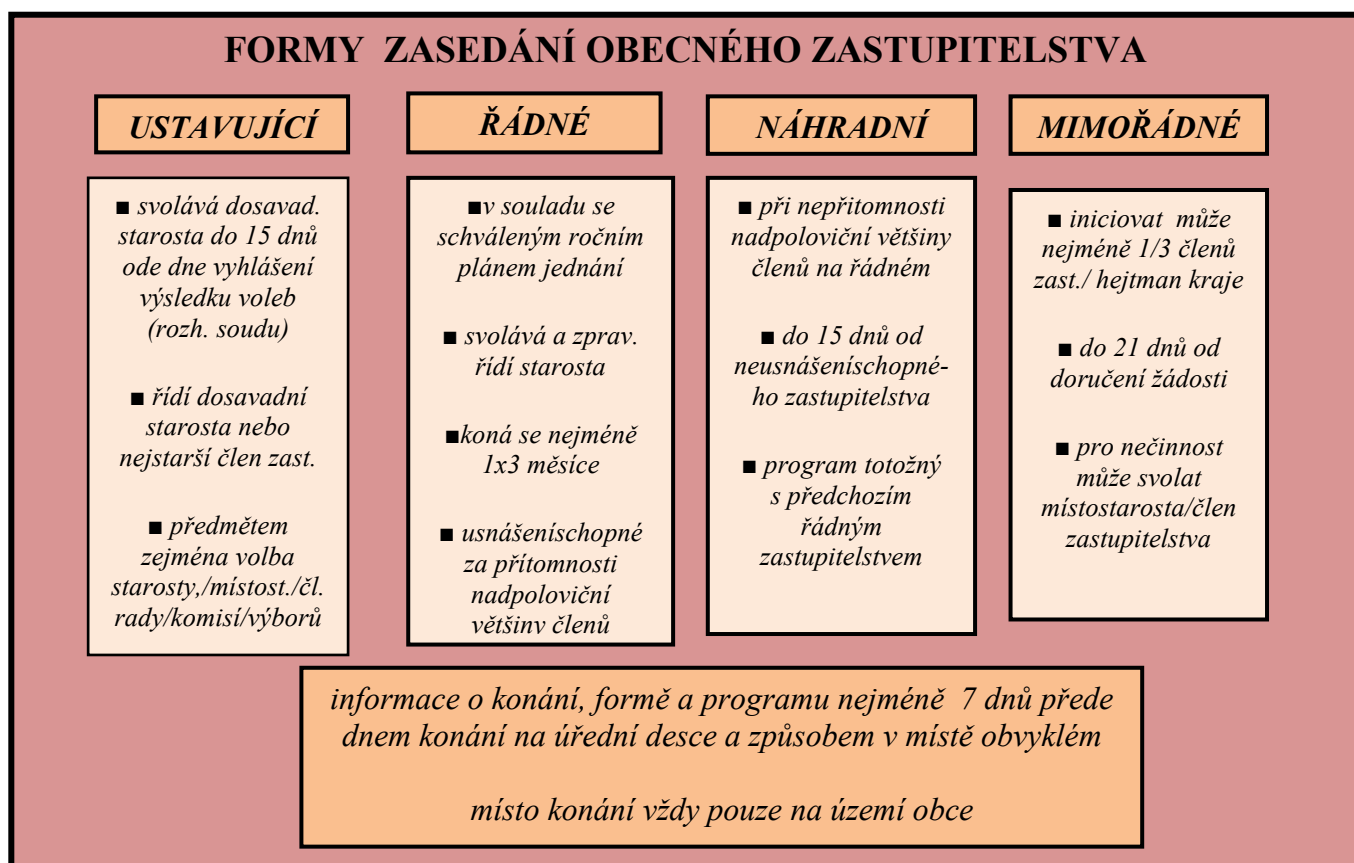 FORMY ZASEDÁNÍ OBECNÉHO ZASTUPITELSTVA
USTAVUJÍCÍ
■ svolává dosavad.
starosta do 15 dnů
ode dne vyhlášení
výsledku voleb
(rozh. soudu)
■ řídí dosavadní
starosta nebo
nejstarší člen zast.
■ předmětem
zejména volba
starosty,/místost./čl.
rady/komisí/výborů
ŘÁDNÉ
■v souladu se
schváleným ročním
plánem jednání
■ svolává a zprav.
řídí starosta
■koná se nejméně
1x3 měsíce
■ usnášeníschopné
za přítomnosti
nadpoloviční
většiny členů
NÁHRADNÍ
■ při nepřitomnosti
nadpoloviční většiny
členů na řádném
■ do 15 dnů od
neusnášeníschopné-
ho zastupitelstva
■ program totožný
s předchozím
řádným
zastupitelstvem
MIMOŘÁDNÉ
■ iniciovat může
nejméně 1/3 členů
zast./ hejtman kraje
■ do 21 dnů od
doručení žádosti
■ pro nečinnost
může svolat
místostarosta/člen
zastupitelstva
informace o konání, formě a programu nejméně 7 dnů přede
dnem konání na úřední desce a způsobem v místě obvyklém
místo konání vždy pouze na území obce